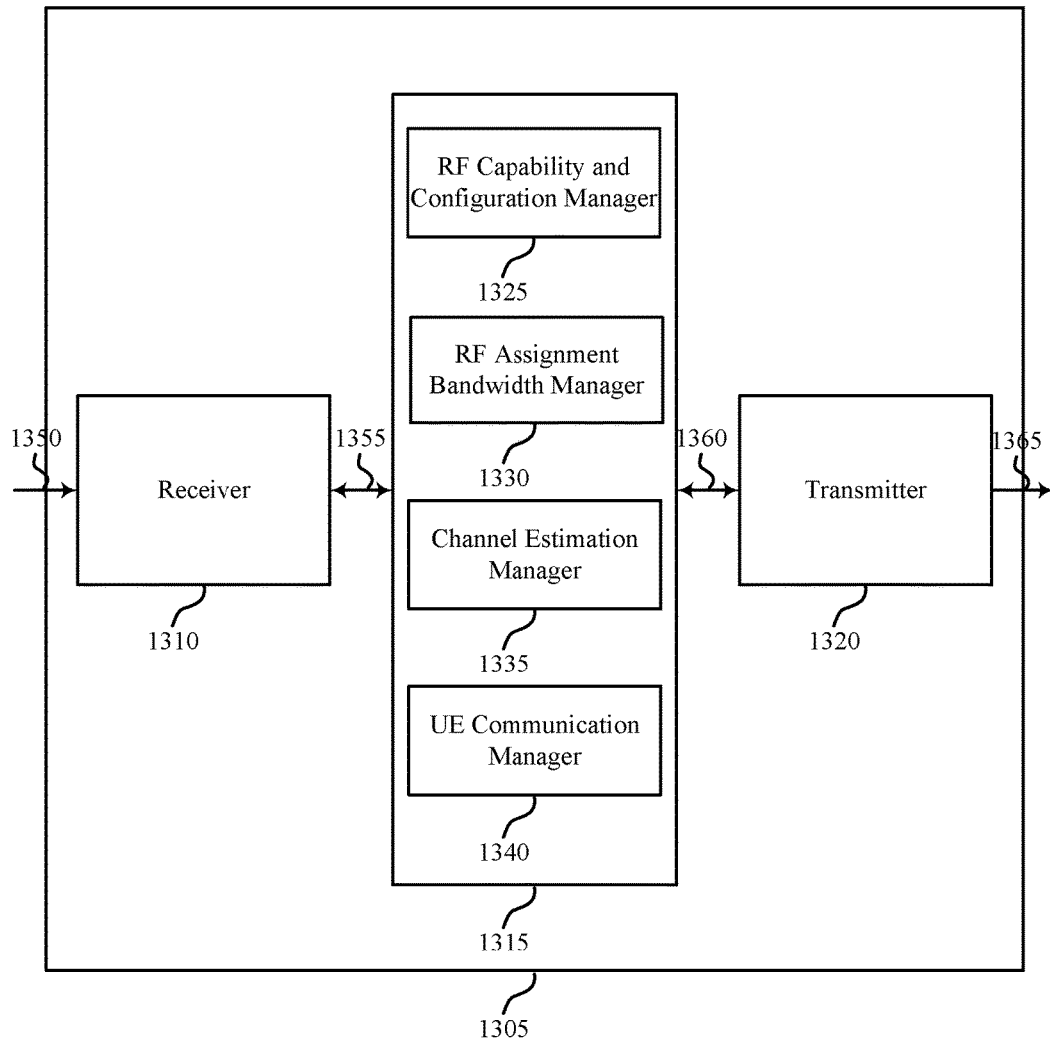 RF Capability and
Configuration Manager
1325
RF Assignment
Bandwidth Manager
1330
1350
Receiver
1310
1355
Channel Estimation
Manager
1335
1360
Transmitter
1320
1365
UE Communication
Manager
1340
1315
1305